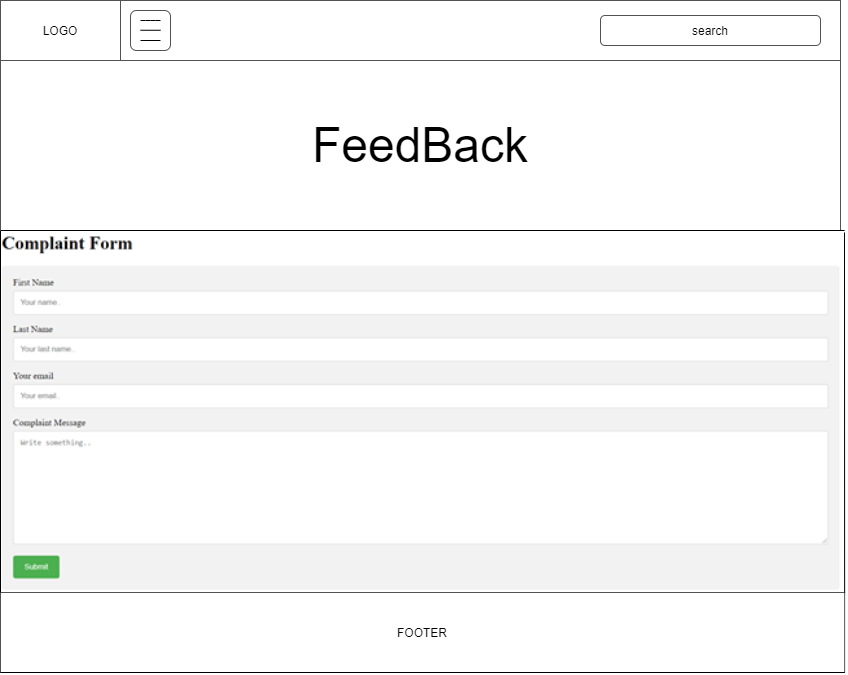 LOGO
search
FeedBack
Complaint Form
First Name
Your name..
Last Name
Your last name..
Your email
Your email..
Complaint Message
Write something..
Submit
FOOTER